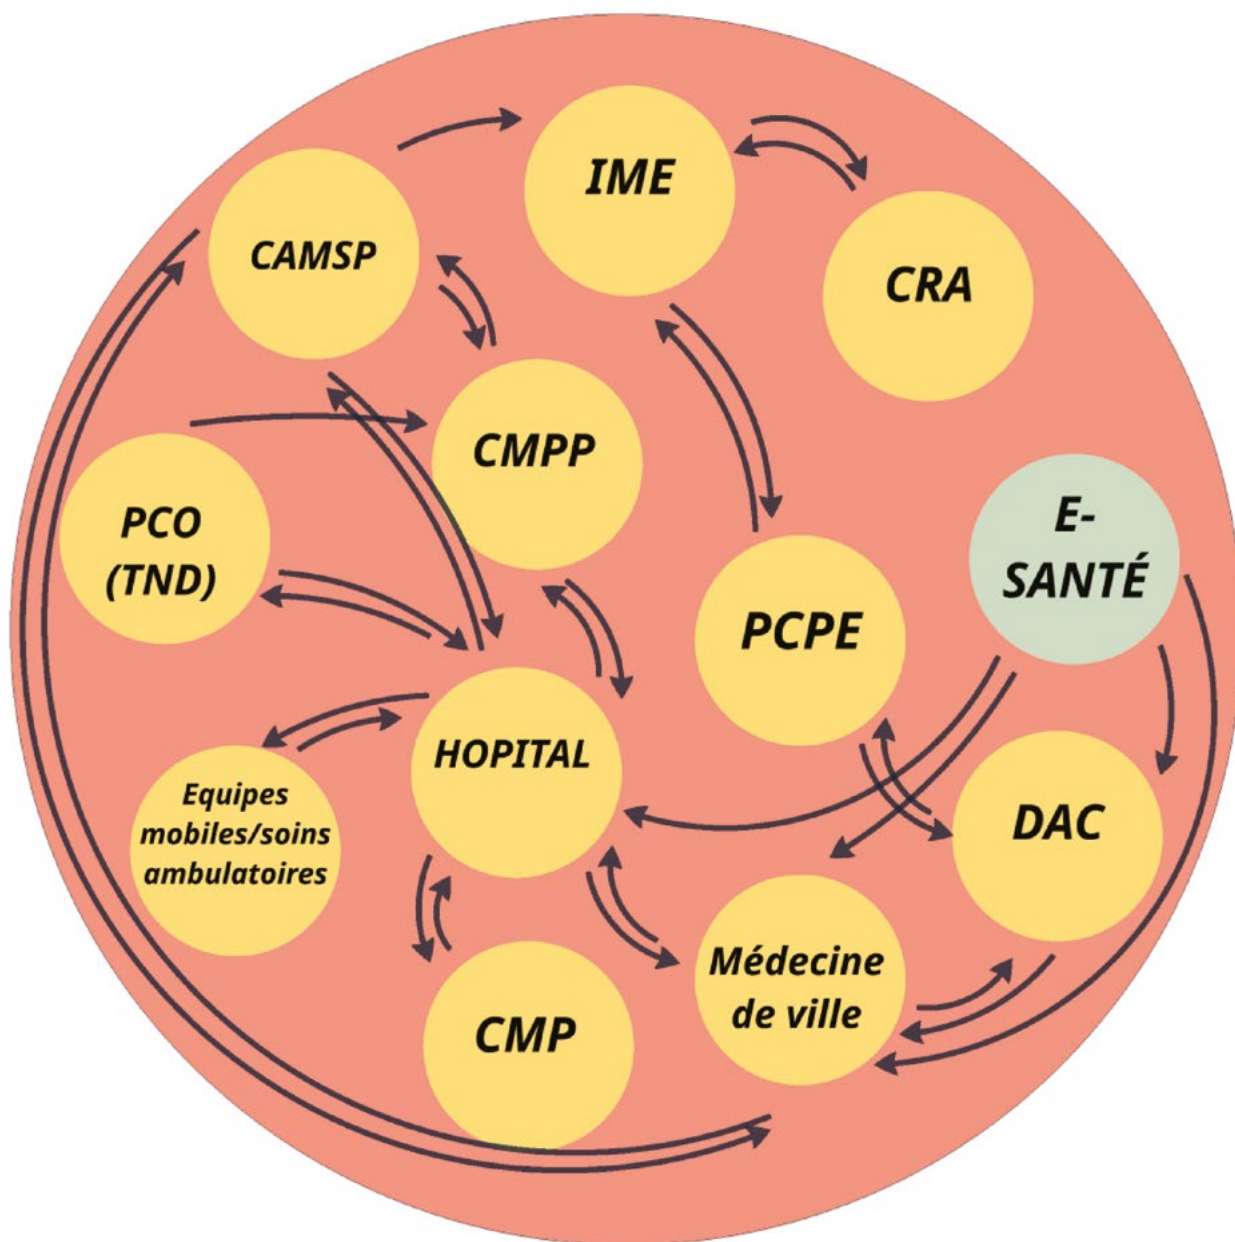 IME
CAMSP
CRA
CMPP
PCO
(TND)
E-
SANTÉ
PCPE
HOPITAL
Equipes
mobiles/soins
ambulatoires
DAC
Médecine
de ville
CMP